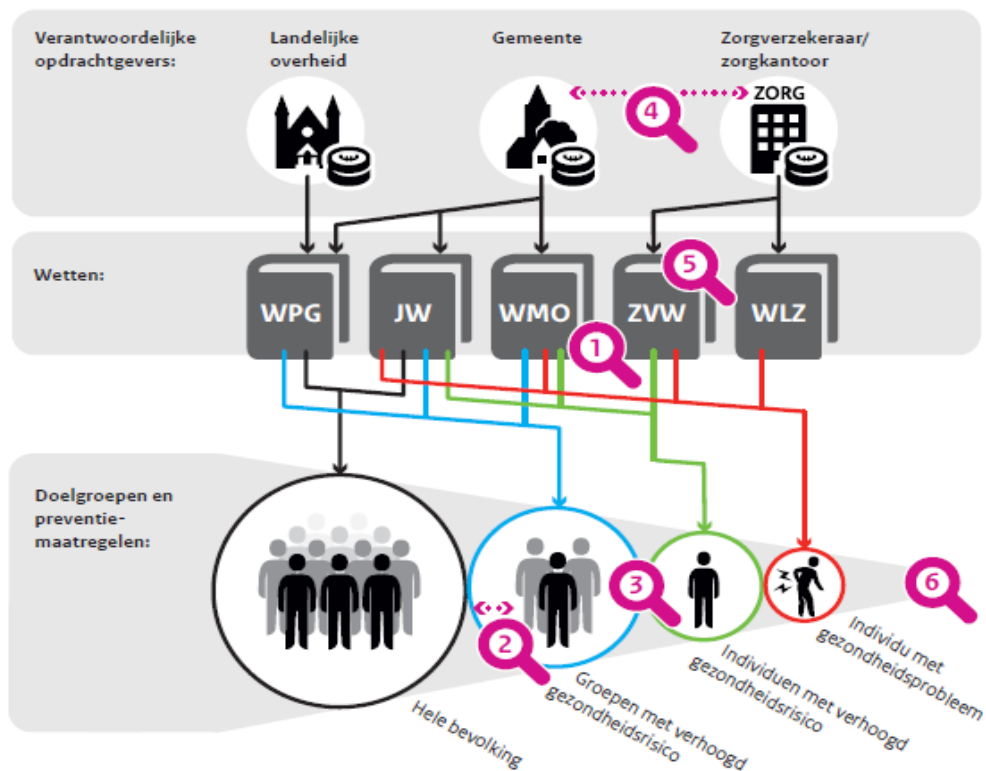 Verantwoordelijke
opdrachtgevers:
Landelijke
overheid
Gemeente
Zorgverzekeraar/
zorgkantoor
ZORG
4
Wetten:
WPG
JW
WMO
ZVW
WLZ
5
1
Doelgroepen en
preventie-
maatregelen:
2
3
6
Hele bevolking
Groepen met verhoogd
gezondheidsrisico
Individuen met verhoogd
gezondheidsrisico
Individu met
gezondheidsprobleem